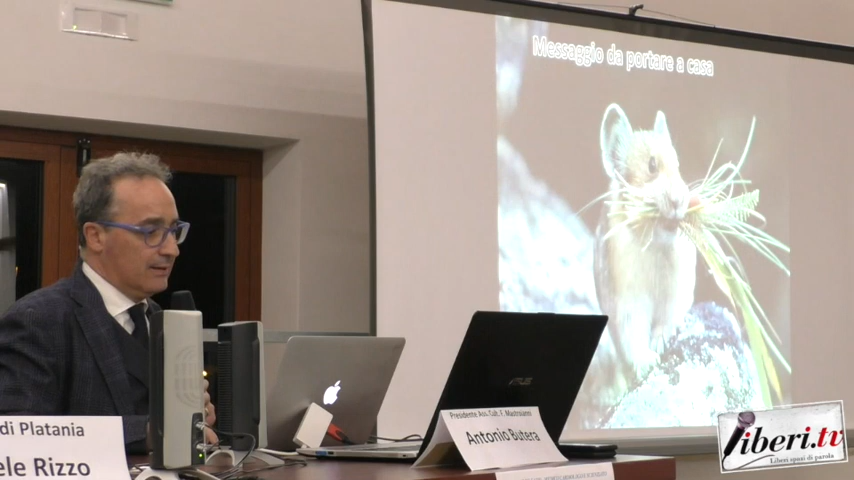 Messaggio da portare a casa
ASUS
di Platania
ele Rizzo
Presidente Ass. Cult. F. Mastroianni
Antonio Butera
liberi.tv
Liberi spazi di parola